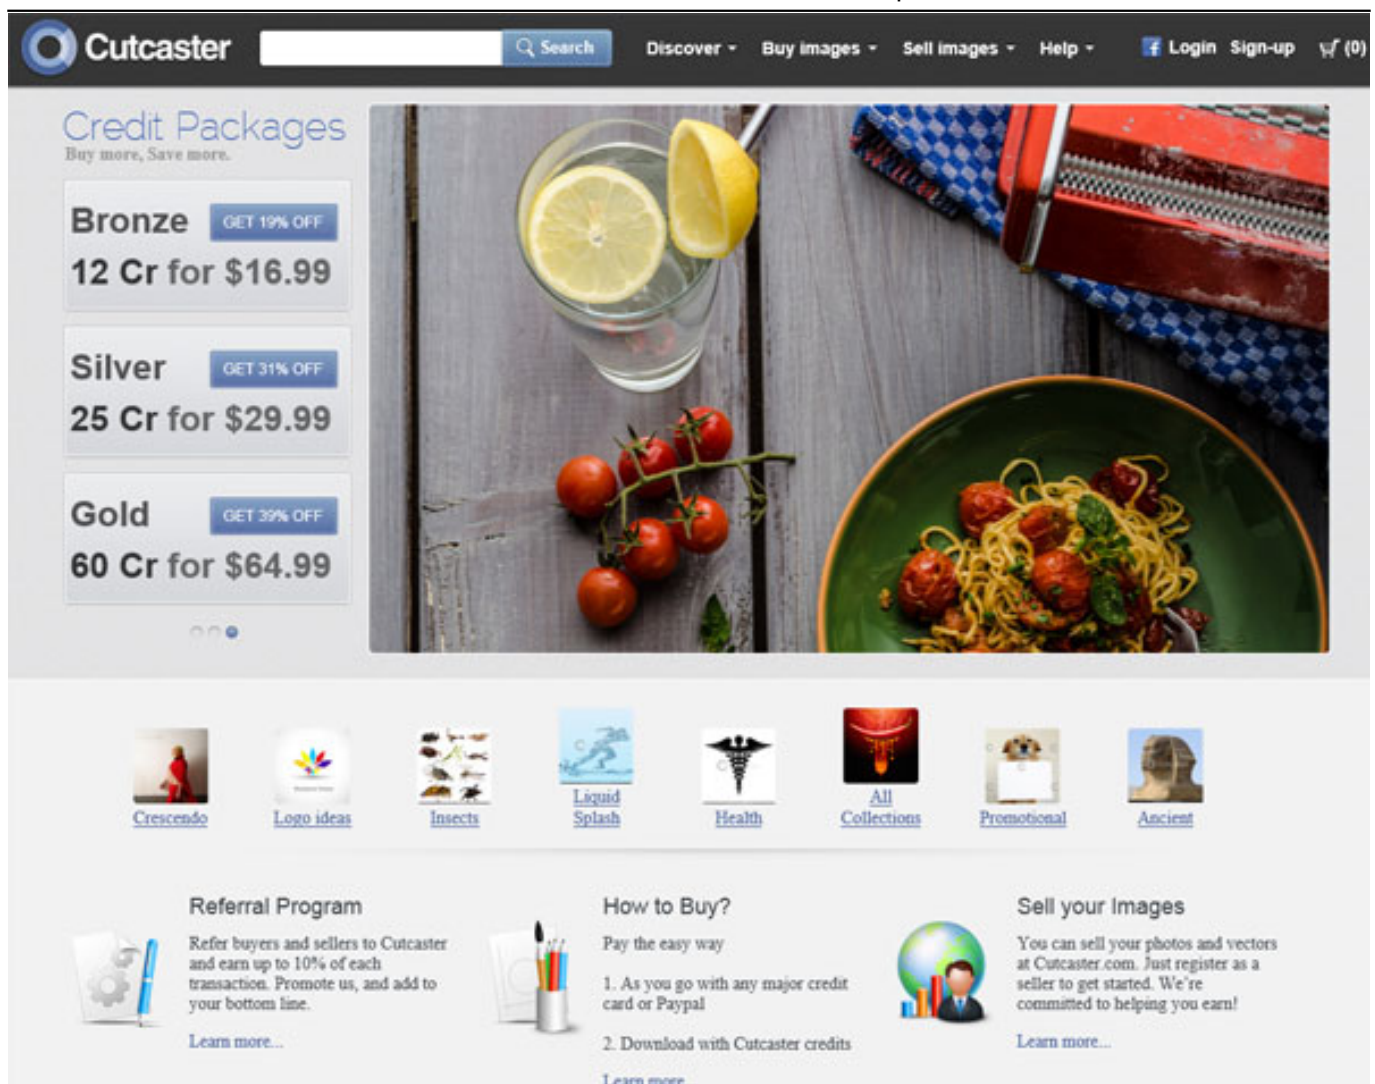 Cutcaster
Search
Discover
Buy images
Sell images
Help
Login
Sign-up
(0)
Credit Packages
Buy more, Save more.
Bronze
GET 19% OFF
12 Cr for $16.99
Silver
GET 31% OFF
25 Cr for $29.99
Gold
GET 39% OFF
60 Cr for $64.99
Crescendo
Logo ideas
Insects
Liquid
Splash
Health
All
Collections
Promotional
Ancient
Referral Program
Refer buyers and sellers to Cutcaster
and earn up to 10% of each
transaction. Promote us, and add to
your bottom line.
Learn more...
How to Buy?
Pay the easy way
1. As you go with any major credit
card or Paypal
2. Download with Cutcaster credits
Learn more
Sell your Images
You can sell your photos and vectors
at Cutcaster.com. Just register as a
seller to get started. We're
committed to helping you earn!
Learn more...